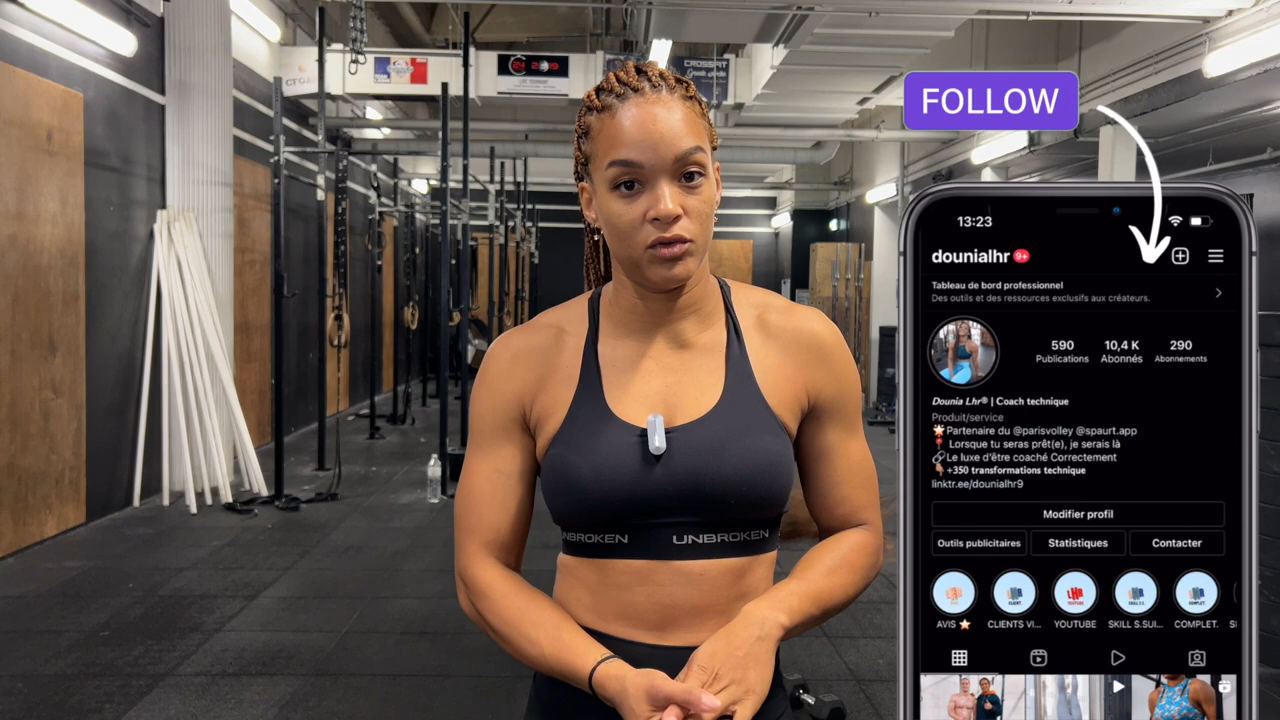 CROSSFIT
24 2019
FOLLOW
13:23
dounialhr 9+
Tableau de bord professionnel
Des outils et des ressources exclusifs aux créateurs.
590
Publications
10,4 K
Abonnés
290
Abonnements
Dounia Lhr® | Coach technique
Produit/service
🌟Partenaire du @parisvolley @spaurt.app
📍 Lorsque tu seras prêt(e), je serais là
🔗Le luxe d'être coaché Correctement
👇🏽+350 transformations technique
linktr.ee/dounialhr9
Modifier profil
Outils publicitaires
Statistiques
Contacter
AVIS ⭐
CLIENTS VI...
YOUTUBE
SKILL S.SUI...
COMPLET.
UNBROKEN
UNBROKEN